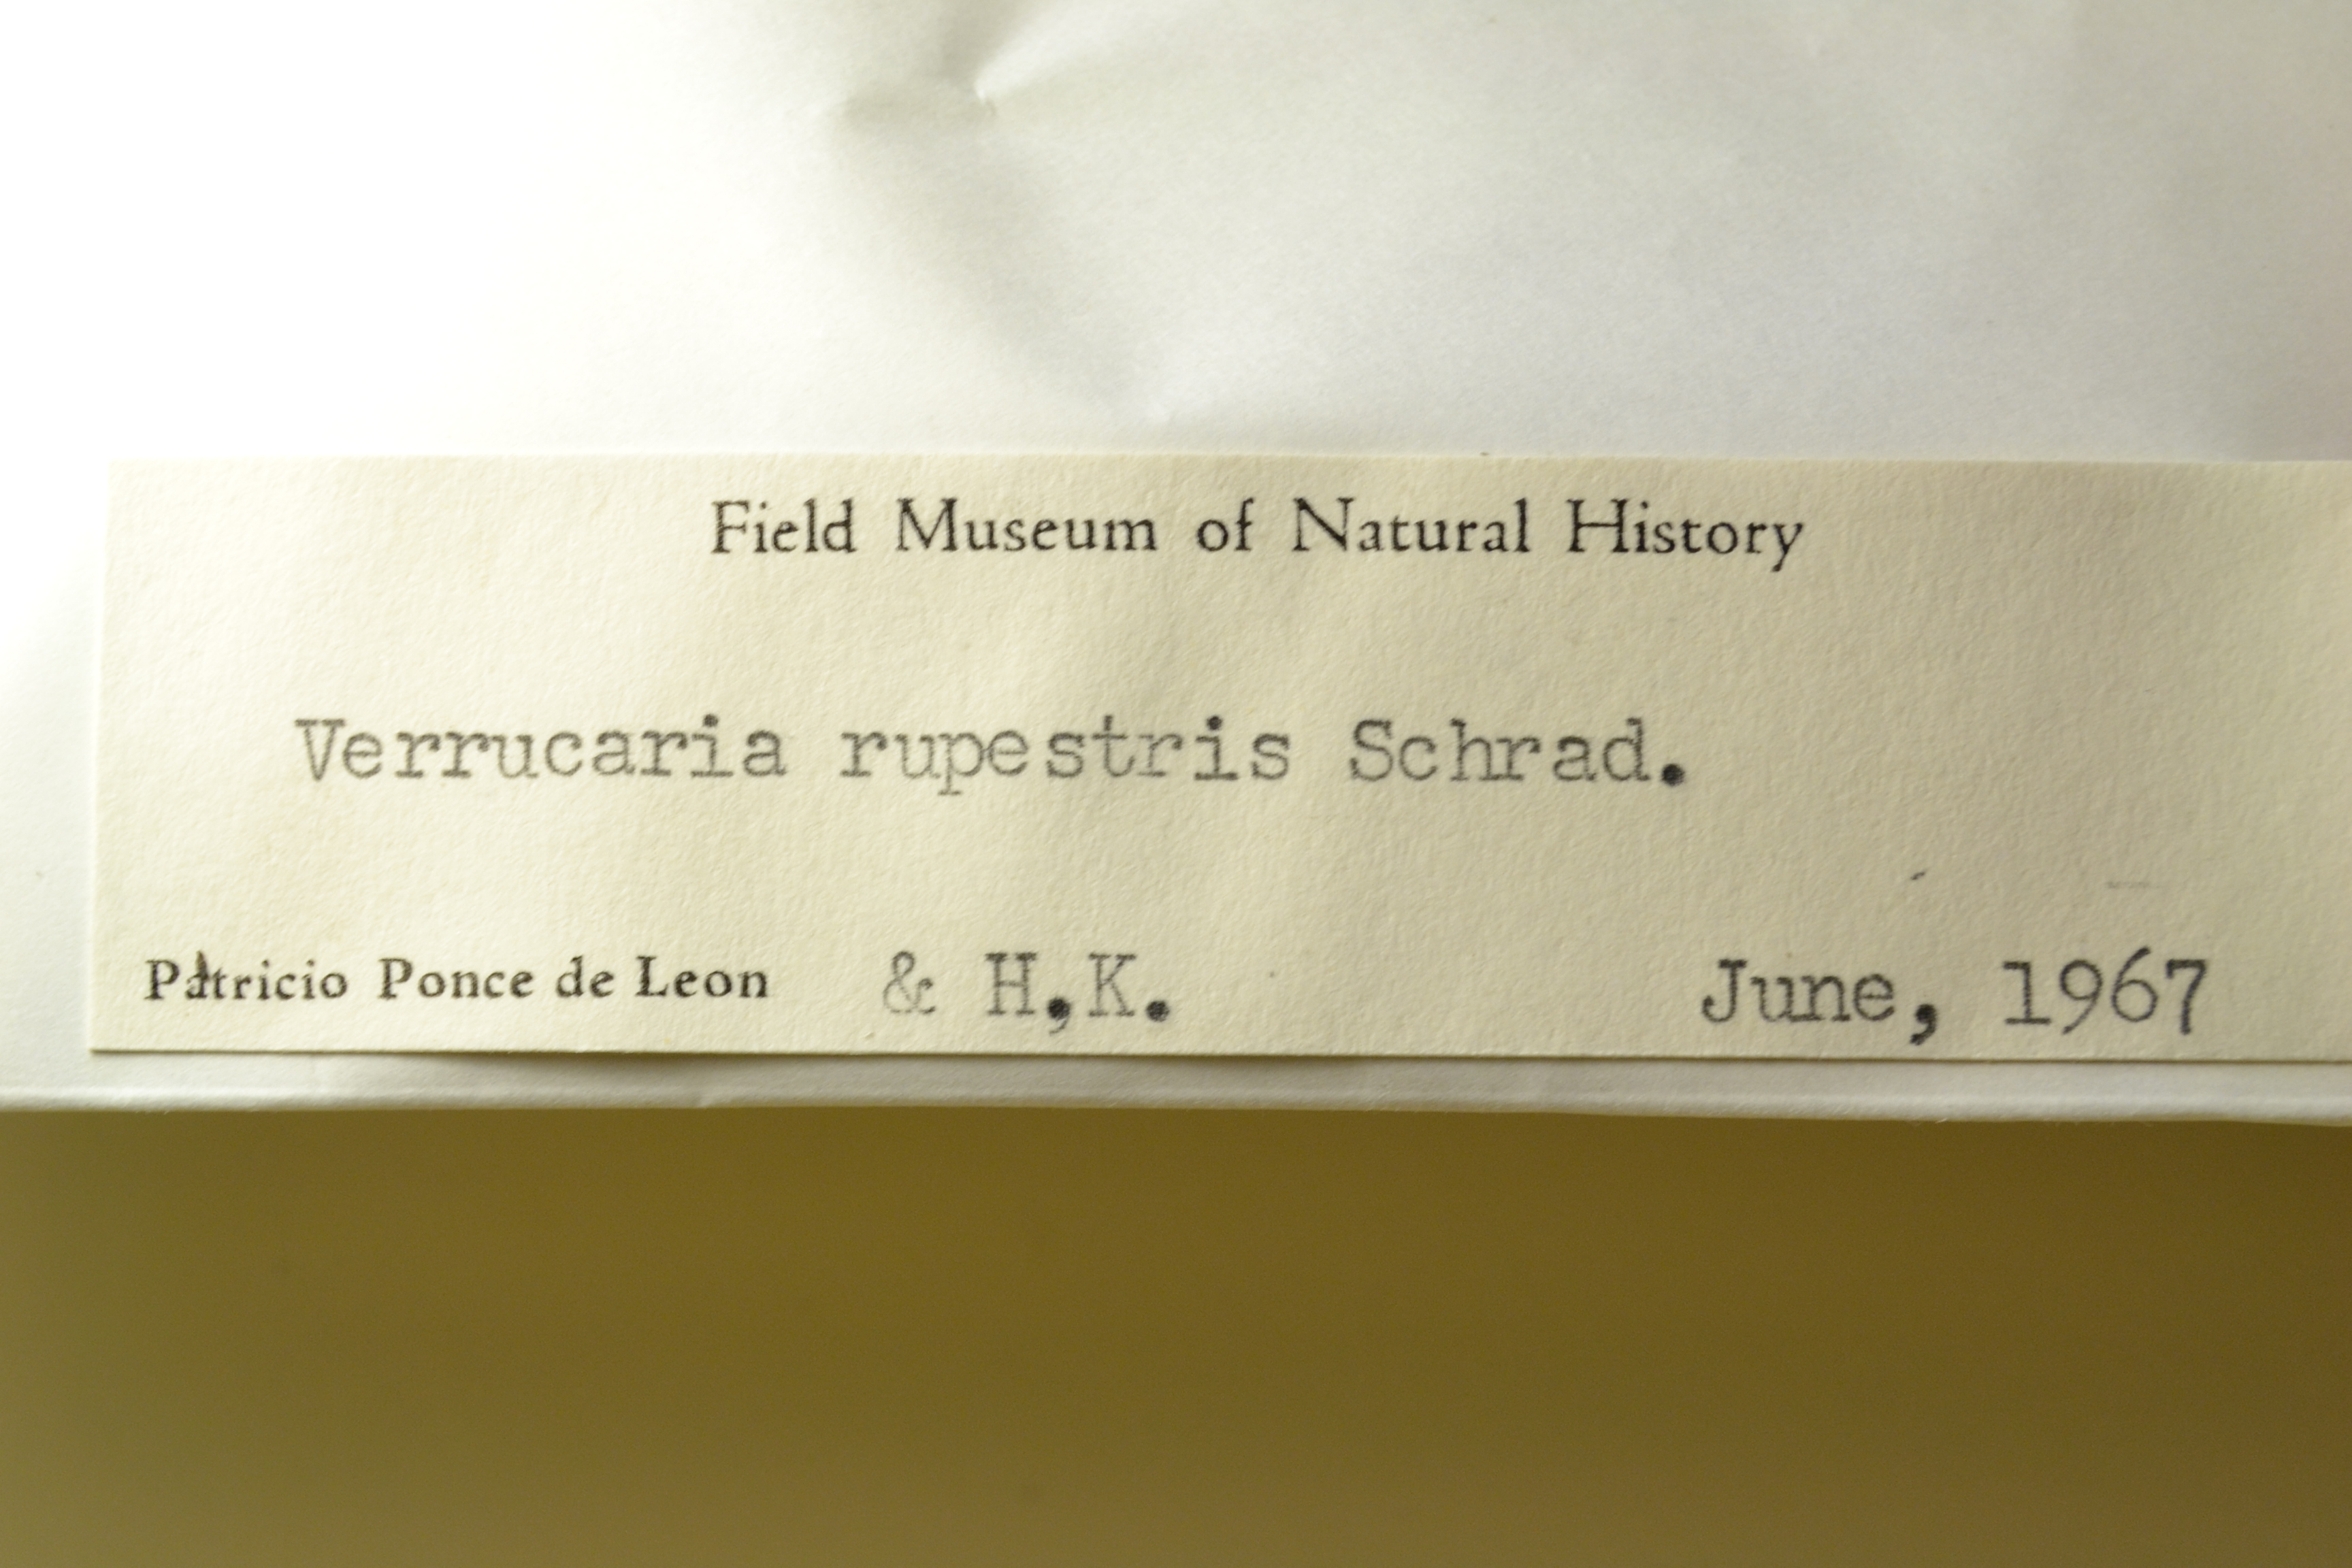 Field Museum of Natural History
Verrucaria rupestris Schrad.
Patricio Ponce de Leon & H,K. June, 1967